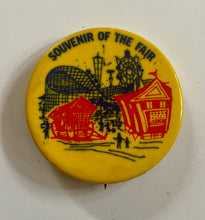 SOUVENIR OF THE FAIR